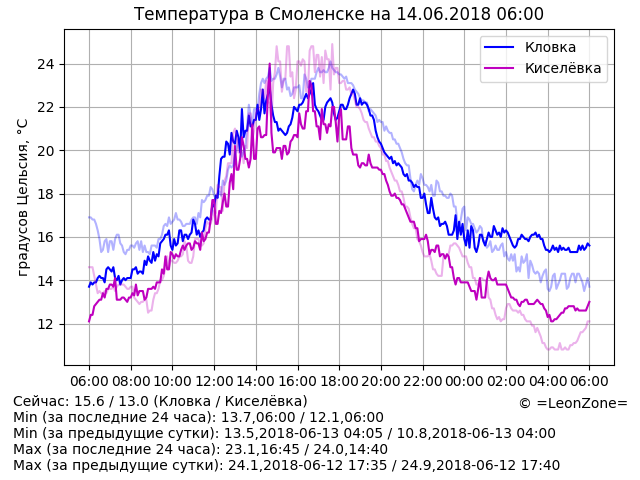 Температура в Смоленске на 14.06.2018 06:00
Кловка
Киселёвка
градусов Цельсия, °C
24
22
20
18
16
14
12
06:00 08:00 10:00 12:00 14:00 16:00 18:00 20:00 22:00 00:00 02:00 04:00 06:00
Сейчас: 15.6 / 13.0 (Кловка / Киселёвка)
© =LeonZone=
Min (за последние 24 часа): 13.7,06:00 / 12.1,06:00
Min (за предыдущие сутки): 13.5,2018-06-13 04:05 / 10.8,2018-06-13 04:00
Max (за последние 24 часа): 23.1,16:45 / 24.0,14:40
Max (за предыдущие сутки): 24.1,2018-06-12 17:35 / 24.9,2018-06-12 17:40